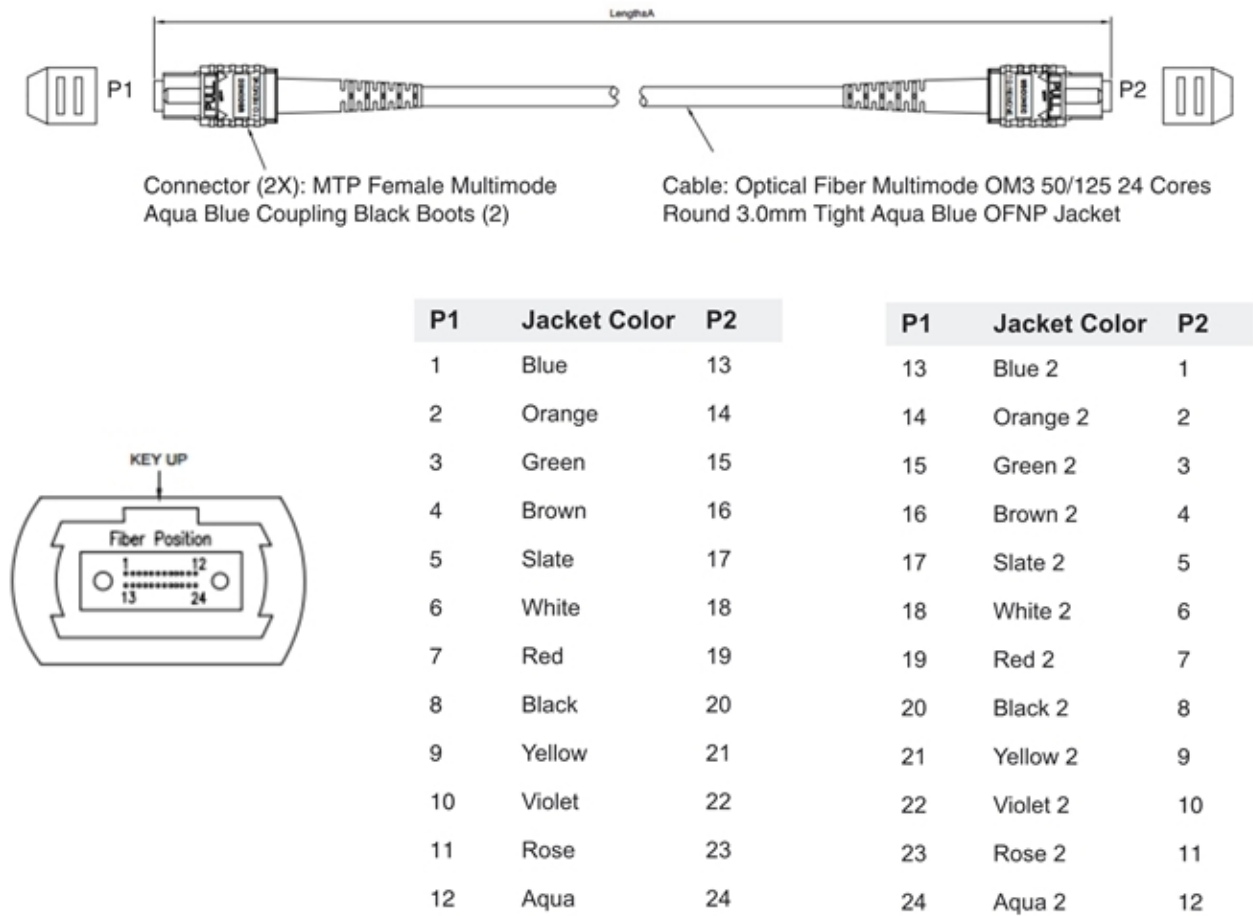 Length±A
P1
PULL
PULL
P2
Connector (2X): MTP Female Multimode
Aqua Blue Coupling Black Boots (2)
Cable: Optical Fiber Multimode OM3 50/125 24 Cores
Round 3.0mm Tight Aqua Blue OFNP Jacket
KEY UP
Fiber Position
1 12
13 24
P1 Jacket Color P2
1 Blue 13
2 Orange 14
3 Green 15
4 Brown 16
5 Slate 17
6 White 18
7 Red 19
8 Black 20
9 Yellow 21
10 Violet 22
11 Rose 23
12 Aqua 24
P1 Jacket Color P2
13 Blue 2 1
14 Orange 2 2
15 Green 2 3
16 Brown 2 4
17 Slate 2 5
18 White 2 6
19 Red 2 7
20 Black 2 8
21 Yellow 2 9
22 Violet 2 10
23 Rose 2 11
24 Aqua 2 12